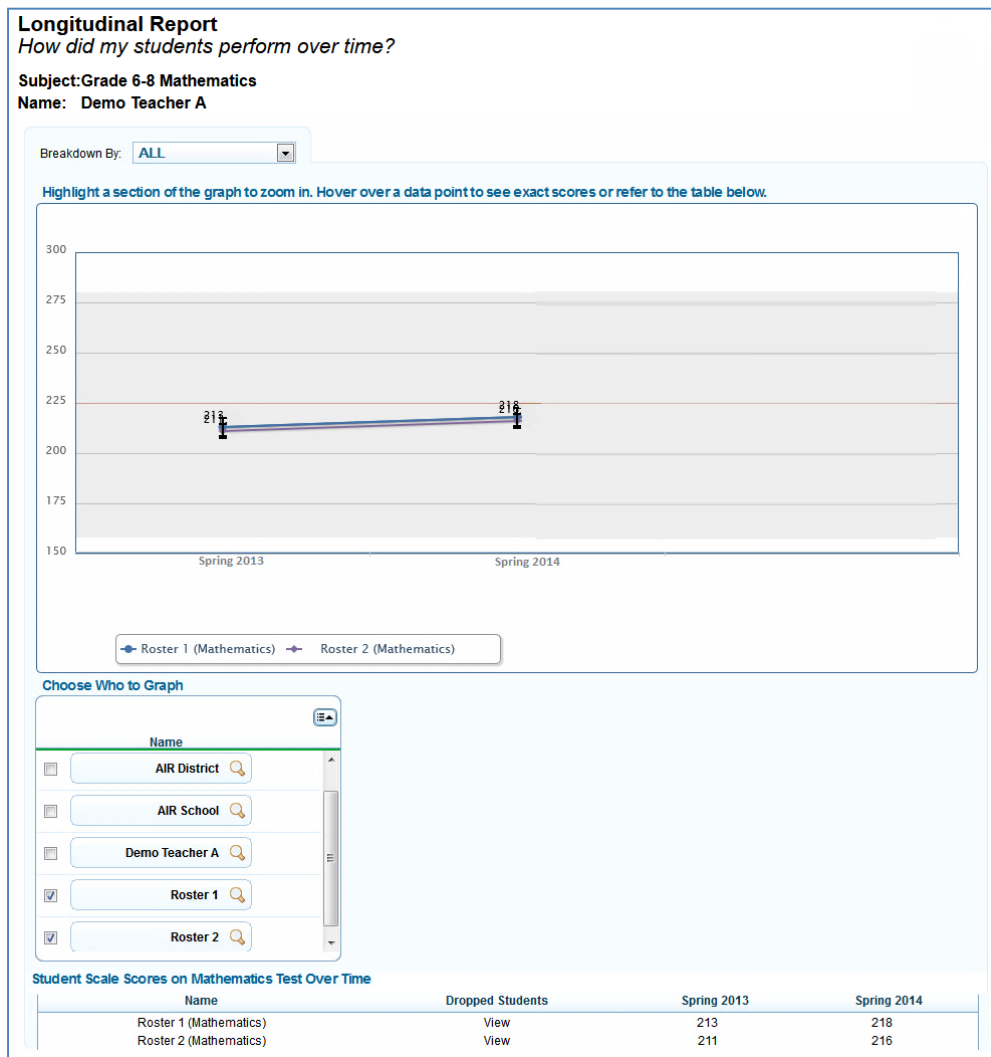 Longitudinal Report
How did my students perform over time?
Subject:Grade 6-8 Mathematics
Name: Demo Teacher A
Breakdown By: ALL
Highlight a section of the graph to zoom in. Hover over a data point to see exact scores or refer to the table below.
300
275
250
225
200
175
150
213
211
218
216
Spring 2013 Spring 2014
Roster 1 (Mathematics) Roster 2 (Mathematics)
Choose Who to Graph
Name
AIR District
AIR School
Demo Teacher A
Roster 1
Roster 2
Student Scale Scores on Mathematics Test Over Time
Name Dropped Students Spring 2013 Spring 2014
Roster 1 (Mathematics) View 213 218
Roster 2 (Mathematics) View 211 216